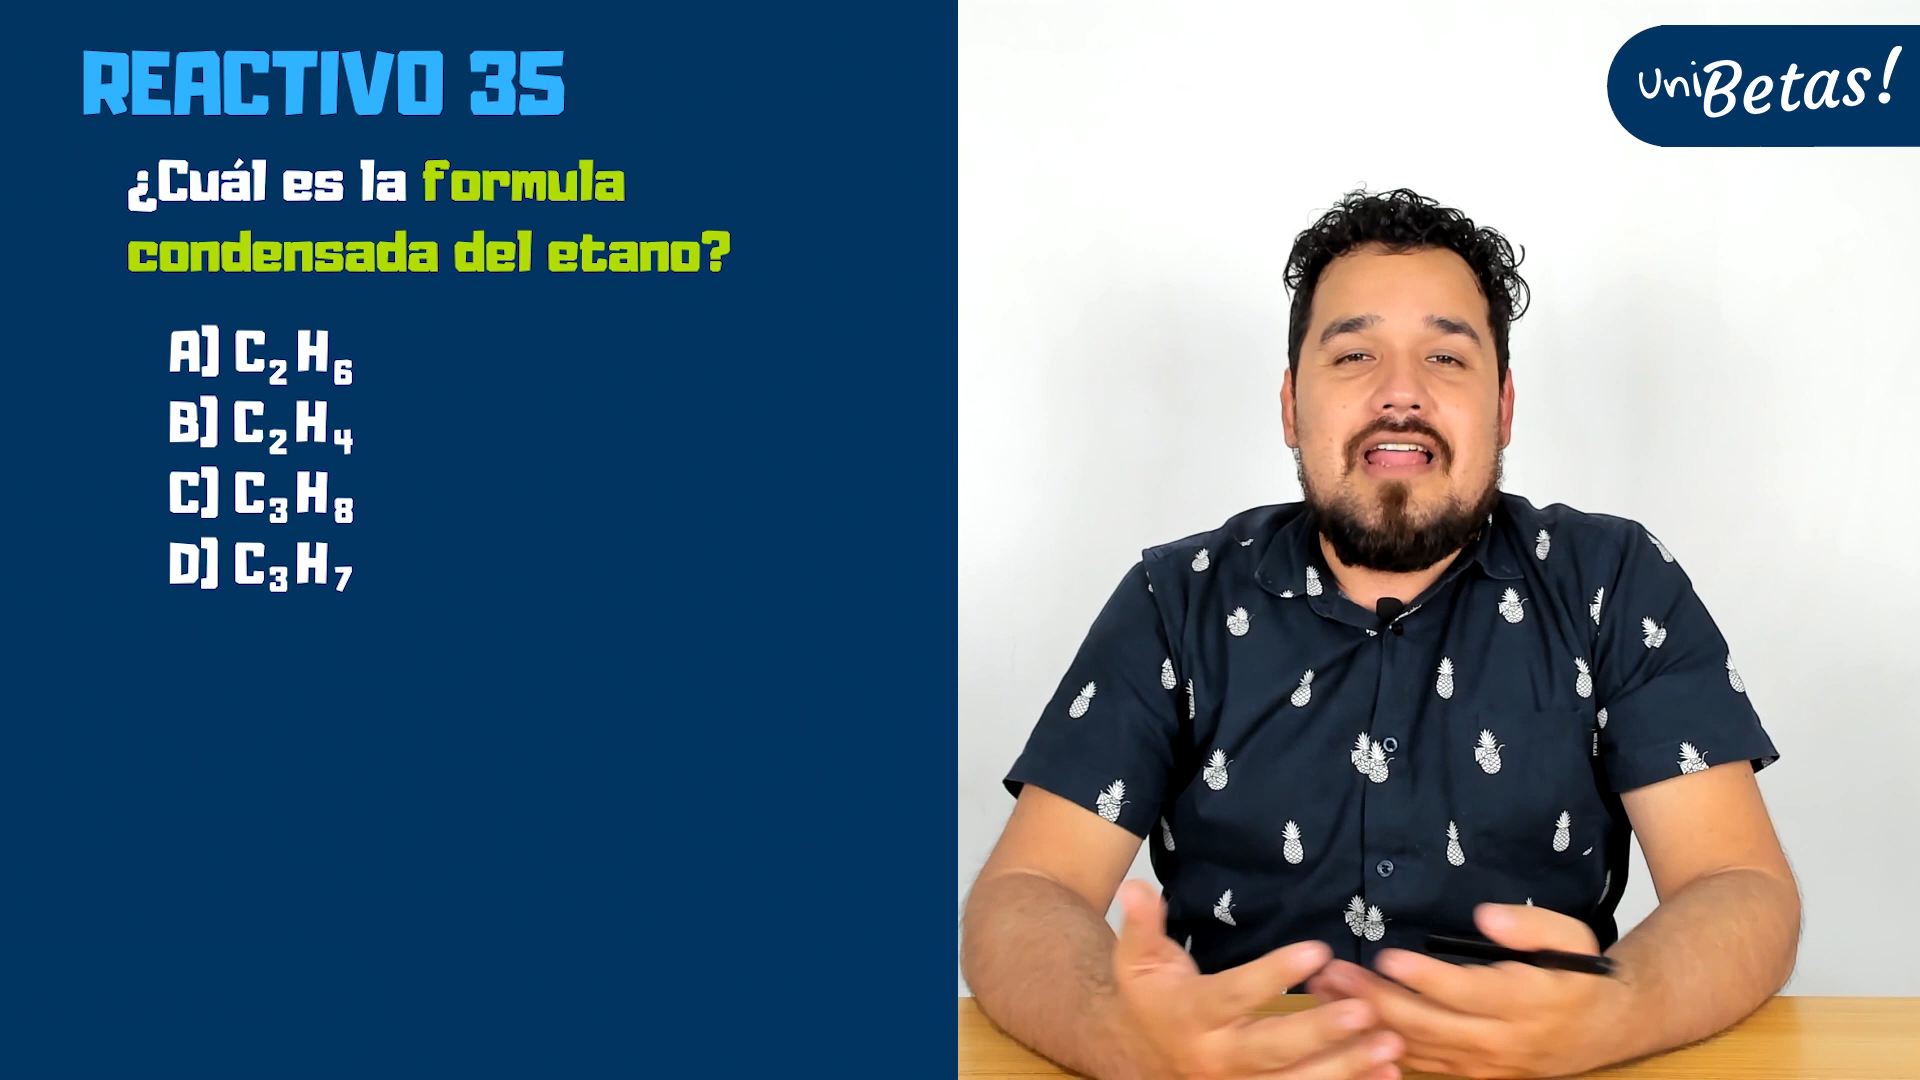 REACTIVO 35
¿Cuál es la formula
condensada del etano?
A] C₂H₆
B] C₂H₄
C] C₃H₈
D] C₃H₇
UniBetas!